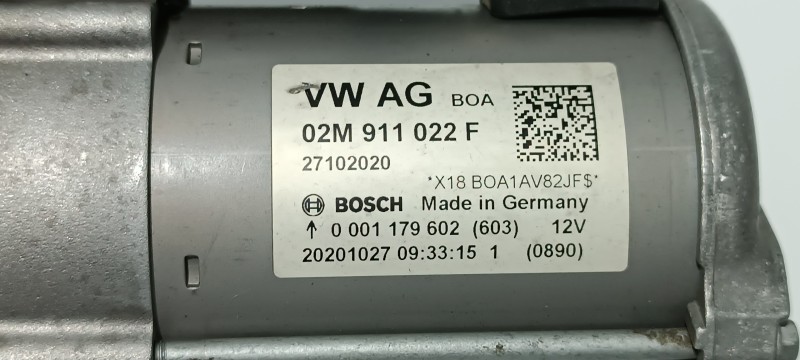 VW AG BOA
02M 911 022 F
27102020
*X18 BOA1AV82JF$*
BOSCH Made in Germany
↑ 0 001 179 602 (603) 12V
20201027 09:33:15 1 (0890)